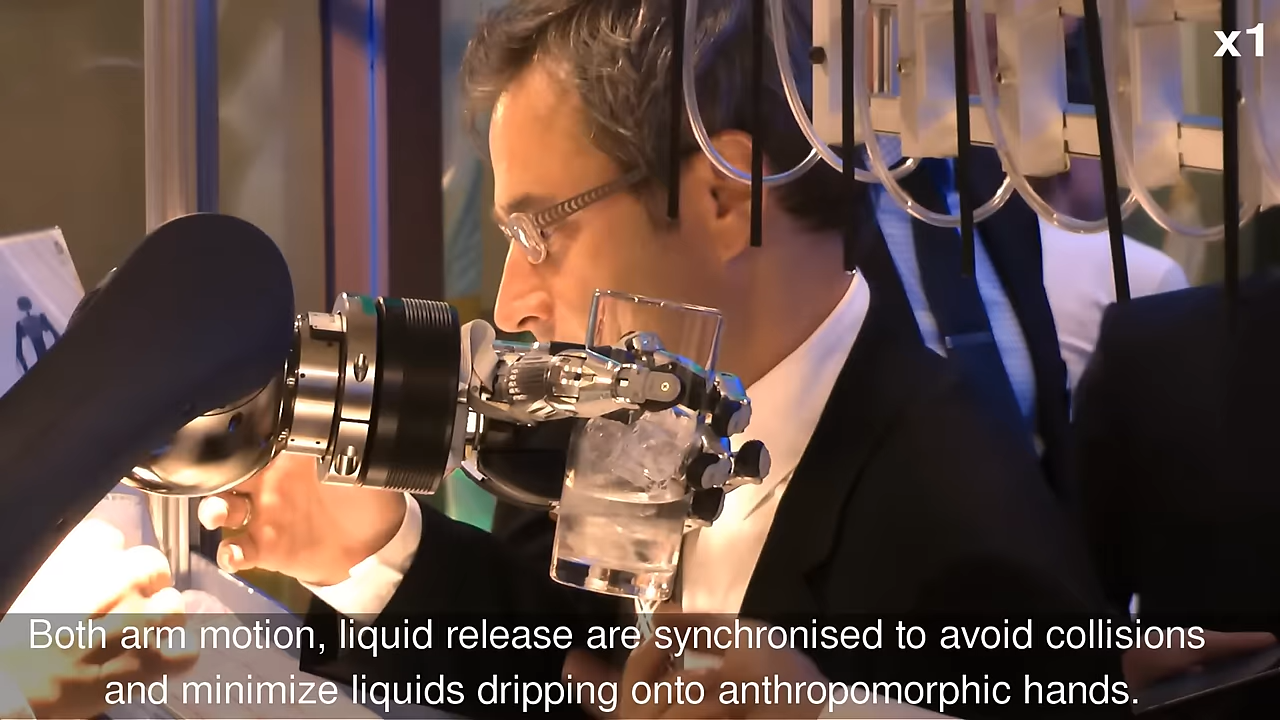 x1
Both arm motion, liquid release are synchronised to avoid collisions
and minimize liquids dripping onto anthropomorphic hands.